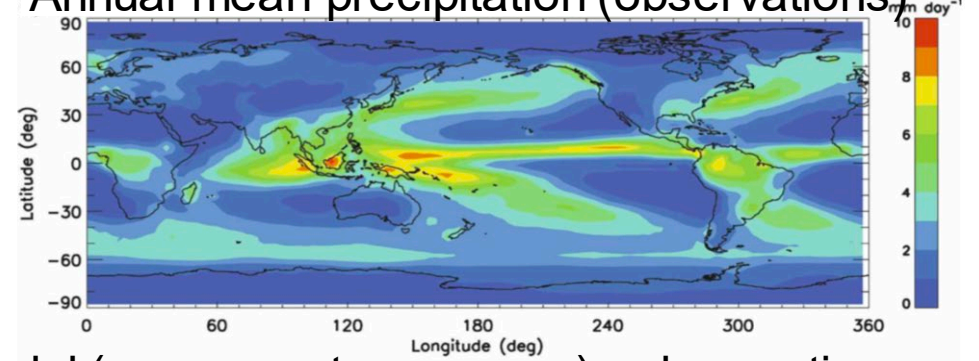 Annual mean precipitation (observations)
mm day⁻¹
90
60
30
0
−30
−60
−90
Latitude (deg)
0 60 120 180 240 300 360
Longitude (deg)
10
8
6
4
2
0